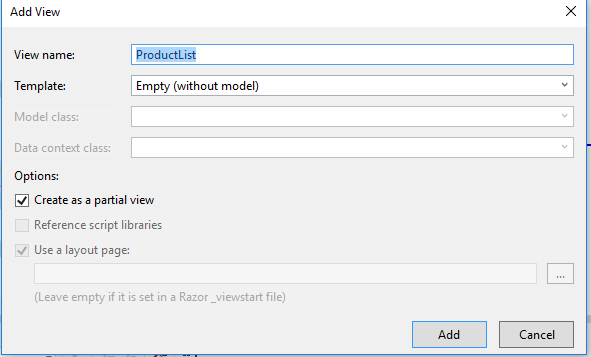 Add View
View name: ProductList
Template: Empty (without model)
Model class:
Data context class:
Options:
Create as a partial view
Reference script libraries
Use a layout page:
...
(Leave empty if it is set in a Razor _viewstart file)
Add Cancel